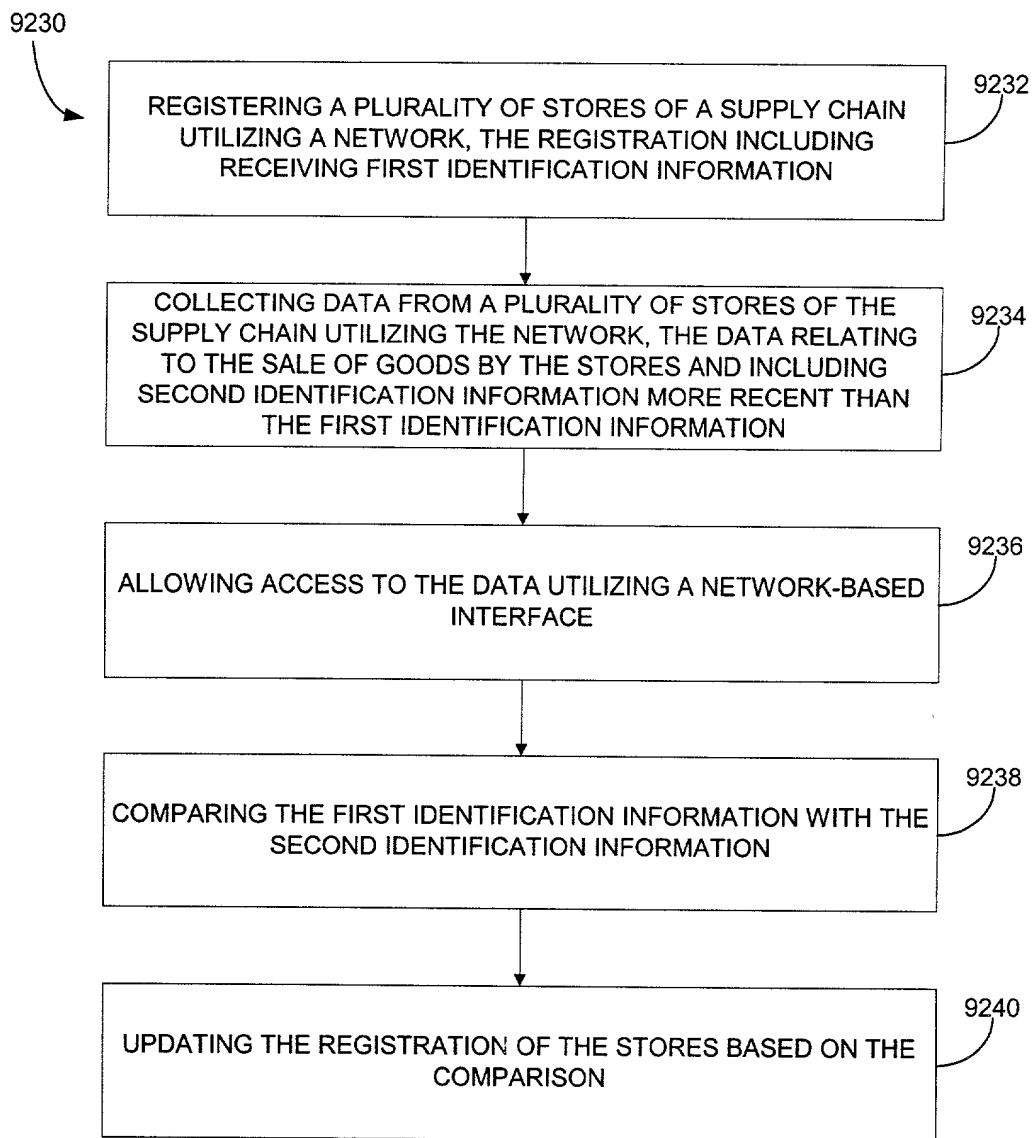 9230
9232
REGISTERING A PLURALITY OF STORES OF A SUPPLY CHAIN
UTILIZING A NETWORK, THE REGISTRATION INCLUDING
RECEIVING FIRST IDENTIFICATION INFORMATION
9234
COLLECTING DATA FROM A PLURALITY OF STORES OF THE
SUPPLY CHAIN UTILIZING THE NETWORK, THE DATA RELATING
TO THE SALE OF GOODS BY THE STORES AND INCLUDING
SECOND IDENTIFICATION INFORMATION MORE RECENT THAN
THE FIRST IDENTIFICATION INFORMATION
9236
ALLOWING ACCESS TO THE DATA UTILIZING A NETWORK-BASED
INTERFACE
9238
COMPARING THE FIRST IDENTIFICATION INFORMATION WITH THE
SECOND IDENTIFICATION INFORMATION
9240
UPDATING THE REGISTRATION OF THE STORES BASED ON THE
COMPARISON